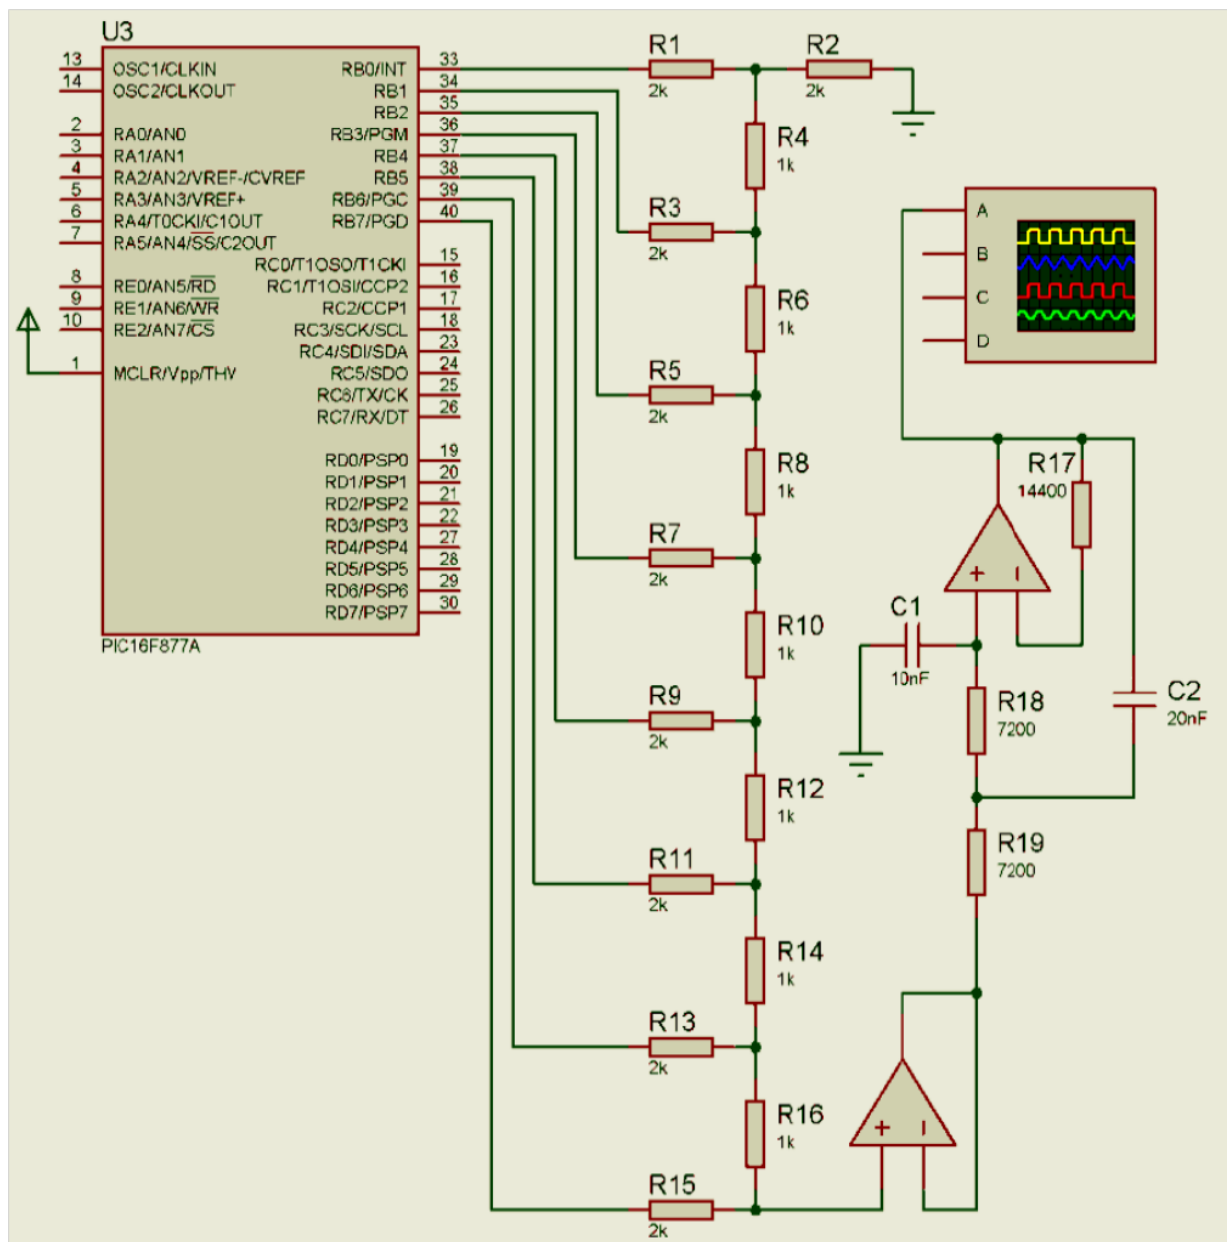 U3
13 OSC1/CLKIN
14 OSC2/CLKOUT
2 RA0/AN0
3 RA1/AN1
4 RA2/AN2/VREF-/CVREF
5 RA3/AN3/VREF+
6 RA4/T0CKI/C1OUT
7 RA5/AN4/SS/C2OUT
8 RE0/AN5/RD
9 RE1/AN6/WR
10 RE2/AN7/CS
1 MCLR/Vpp/THV
RB0/INT 33
RB1 34
RB2 35
RB3/PGM 36
RB4 37
RB5 38
RB6/PGC 39
RB7/PGD 40
RC0/T1OSO/T1CKI 15
RC1/T1OSI/CCP2 16
RC2/CCP1 17
RC3/SCK/SCL 18
RC4/SDI/SDA 23
RC5/SDO 24
RC6/TX/CK 25
RC7/RX/DT 26
RD0/PSP0 19
RD1/PSP1 20
RD2/PSP2 21
RD3/PSP3 22
RD4/PSP4 27
RD5/PSP5 28
RD6/PSP6 29
RD7/PSP7 30
PIC16F877A
R1
2k
R2
2k
R4
1k
R3
2k
R6
1k
R5
2k
R8
1k
R7
2k
R10
1k
R9
2k
R12
1k
R11
2k
R14
1k
R13
2k
R16
1k
R15
2k
A
B
C
D
R17
14400
+ −
C1
10nF
R18
7200
C2
20nF
R19
7200
+ −